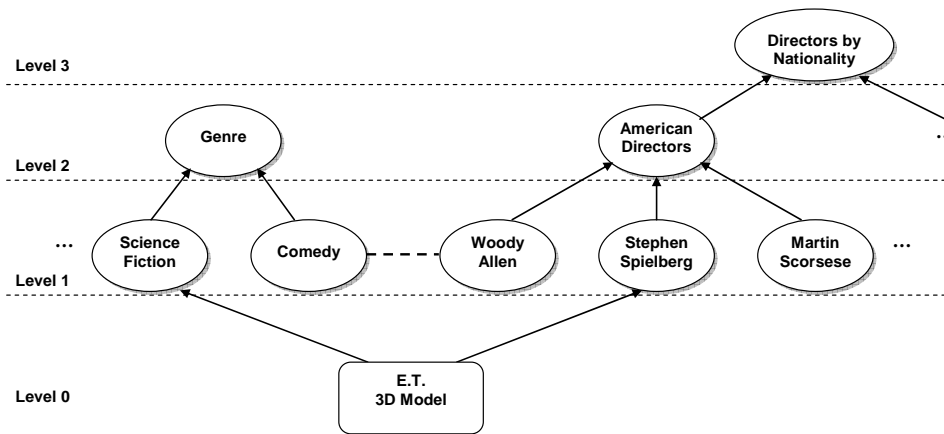 Directors by
Nationality
Level 3
Genre
American
Directors
...
Level 2
...
Science
Fiction
Comedy
Woody
Allen
Stephen
Spielberg
Martin
Scorsese
...
Level 1
E.T.
3D Model
Level 0